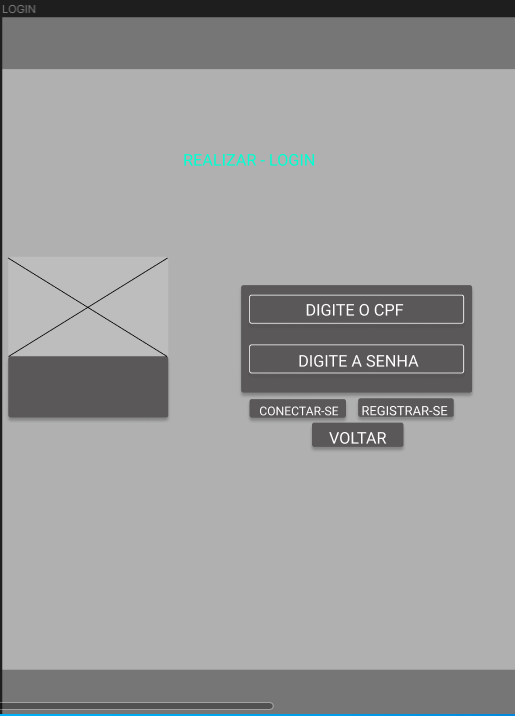 LOGIN
REALIZAR - LOGIN
DIGITE O CPF
DIGITE A SENHA
CONECTAR-SE REGISTRAR-SE
VOLTAR